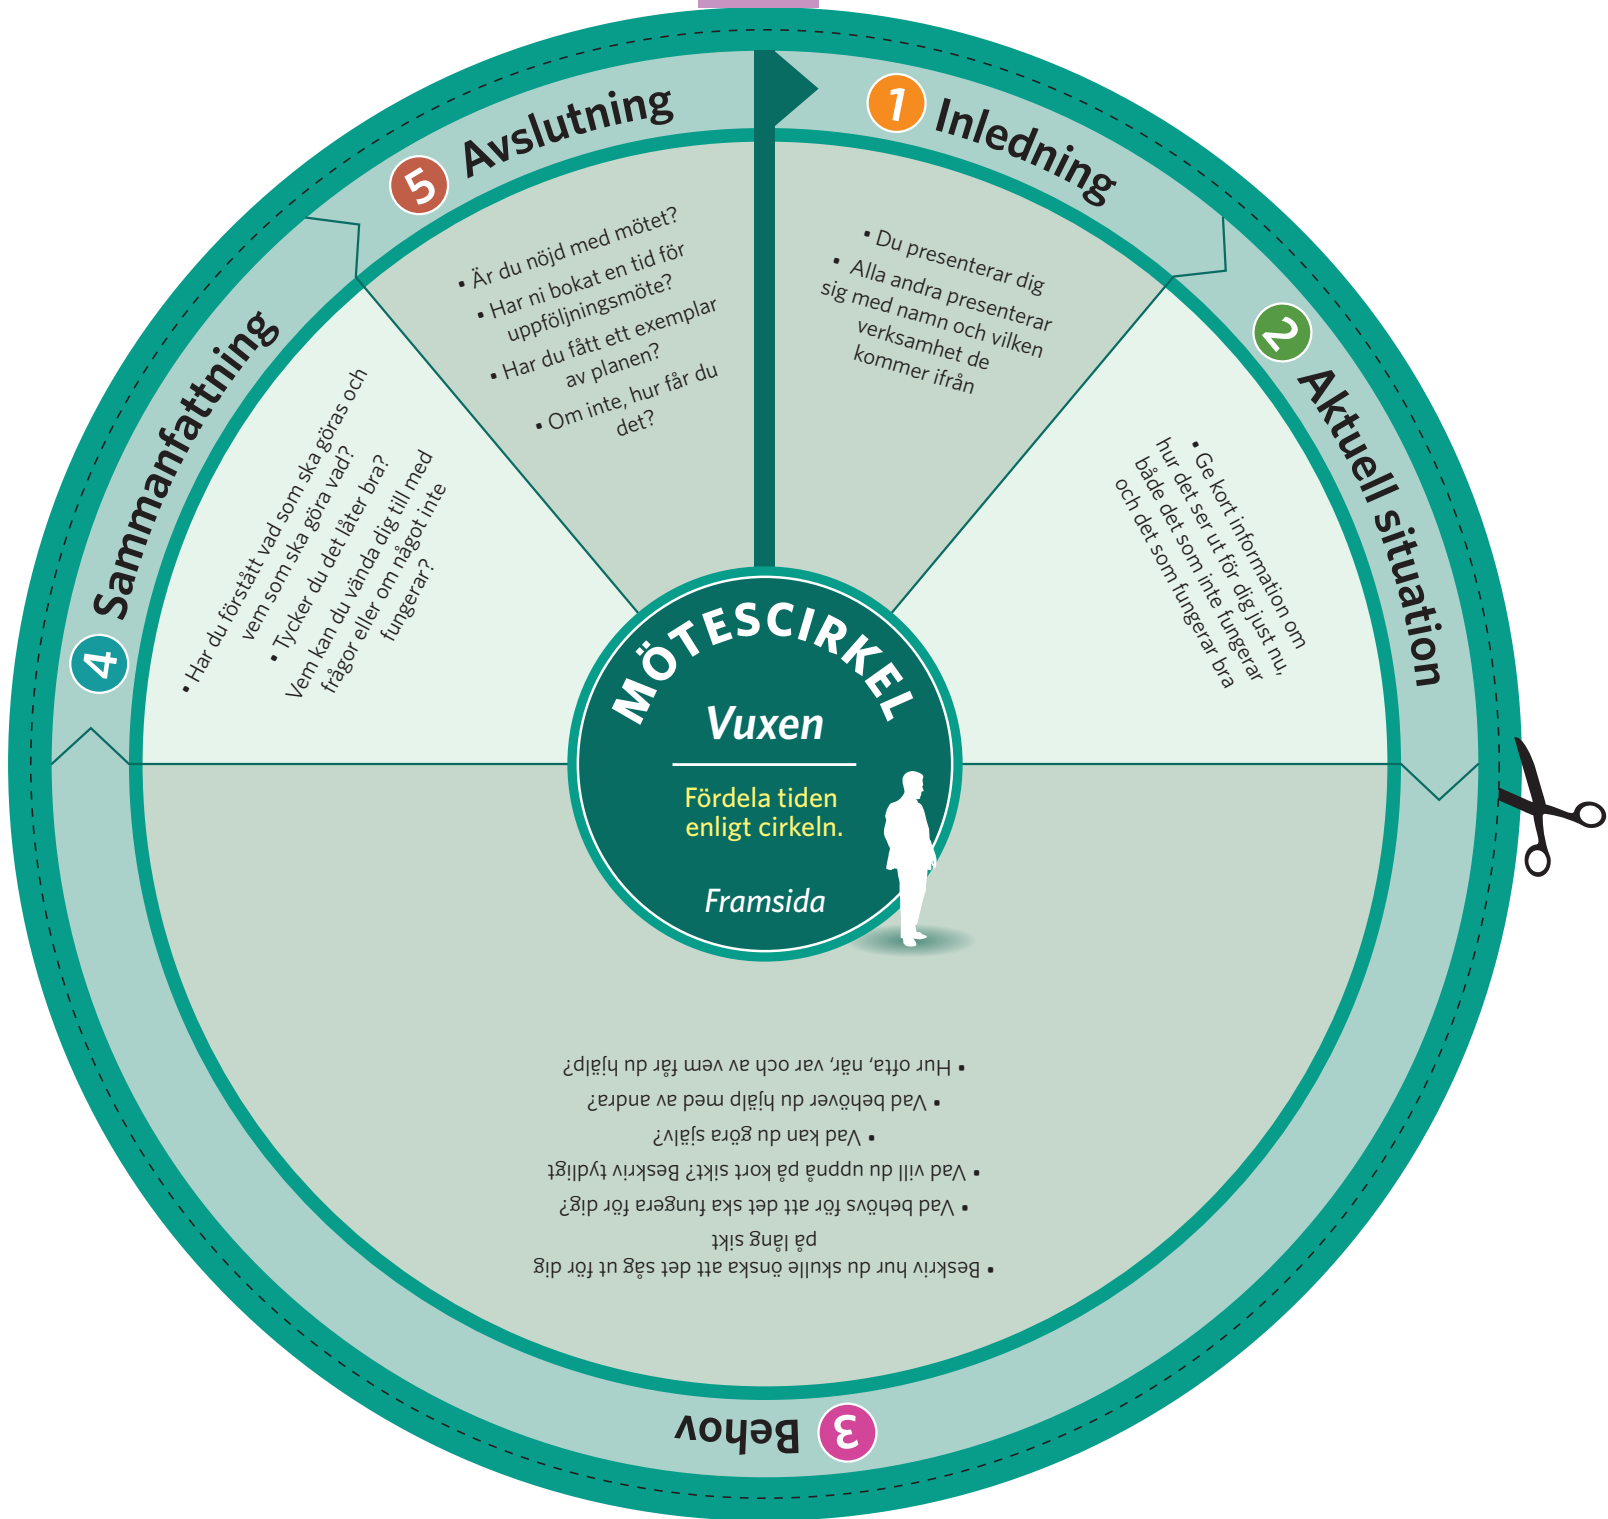 MÖTESCIRKEL
Vuxen
Fördela tiden
enligt cirkeln.
Framsida
1 Inledning
• Du presenterar dig
• Alla andra presenterar
sig med namn och vilken
verksamhet de
kommer ifrån
2 Aktuell situation
• Ge kort information om
hur det ser ut för dig just nu,
både det som inte fungerar
och det som fungerar bra
3 Behov
• Beskriv hur du skulle önska att det såg ut för dig
på lång sikt
• Vad behövs för att det ska fungera för dig?
• Vad vill du uppnå på kort sikt? Beskriv tydligt
• Vad kan du göra själv?
• Vad behöver du hjälp med av andra?
• Hur ofta, när, var och av vem får du hjälp?
4 Sammanfattning
• Har du förstått vad som ska göras och
vem som ska göra vad?
• Tycker du det låter bra?
Vem kan du vända dig till med
frågor eller om något inte
fungerar?
5 Avslutning
• Är du nöjd med mötet?
• Har ni bokat en tid för
uppföljningsmöte?
• Har du fått ett exemplar
av planen?
• Om inte, hur får du
det?